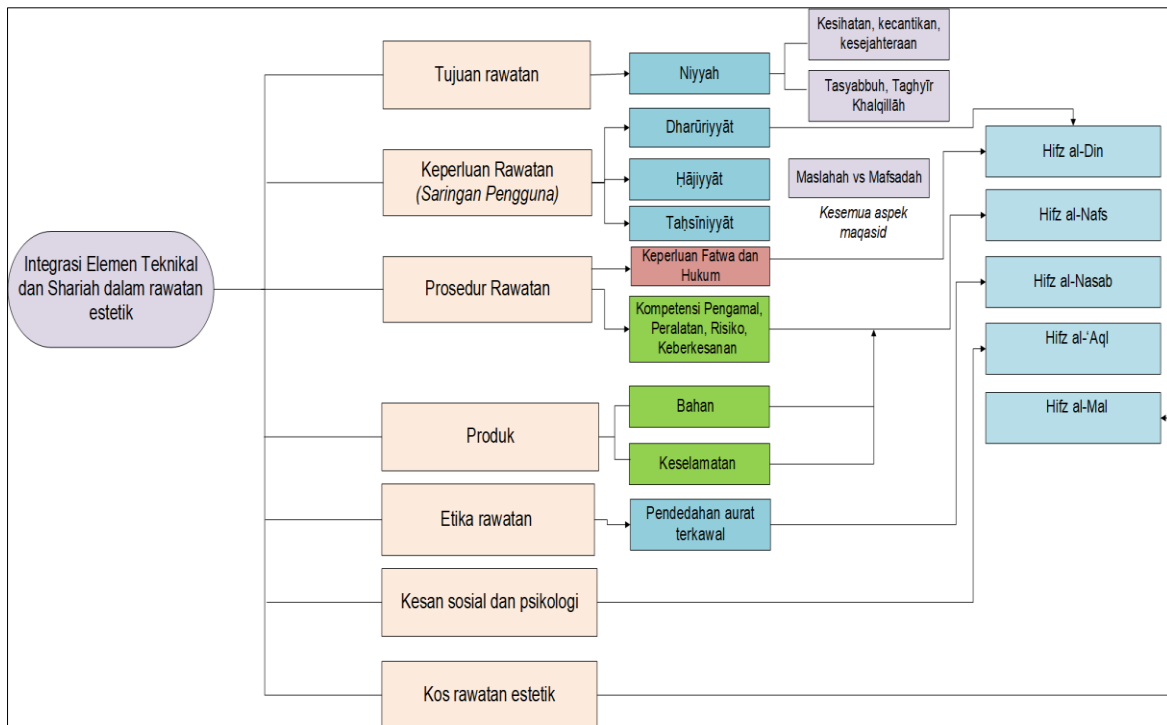 Kesihatan, kecantikan,
kesejahteraan
Tujuan rawatan
Niyyah
Tasyabbuh, Taghyīr
Khalqillāh
Dharūriyyāt
Hifz al-Din
Keperluan Rawatan
(Saringan Pengguna)
Ḥājiyyāt
Maslahah vs Mafsadah
Kesemua aspek
maqasid
Hifz al-Nafs
Taḥsīniyyāt
Integrasi Elemen Teknikal
dan Shariah dalam rawatan
estetik
Prosedur Rawatan
Keperluan Fatwa dan
Hukum
Hifz al-Nasab
Kompetensi Pengamal,
Peralatan, Risiko,
Keberkesanan
Hifz al-‘Aql
Produk
Bahan
Hifz al-Mal
Keselamatan
Etika rawatan
Pendedahan aurat
terkawal
Kesan sosial dan psikologi
Kos rawatan estetik